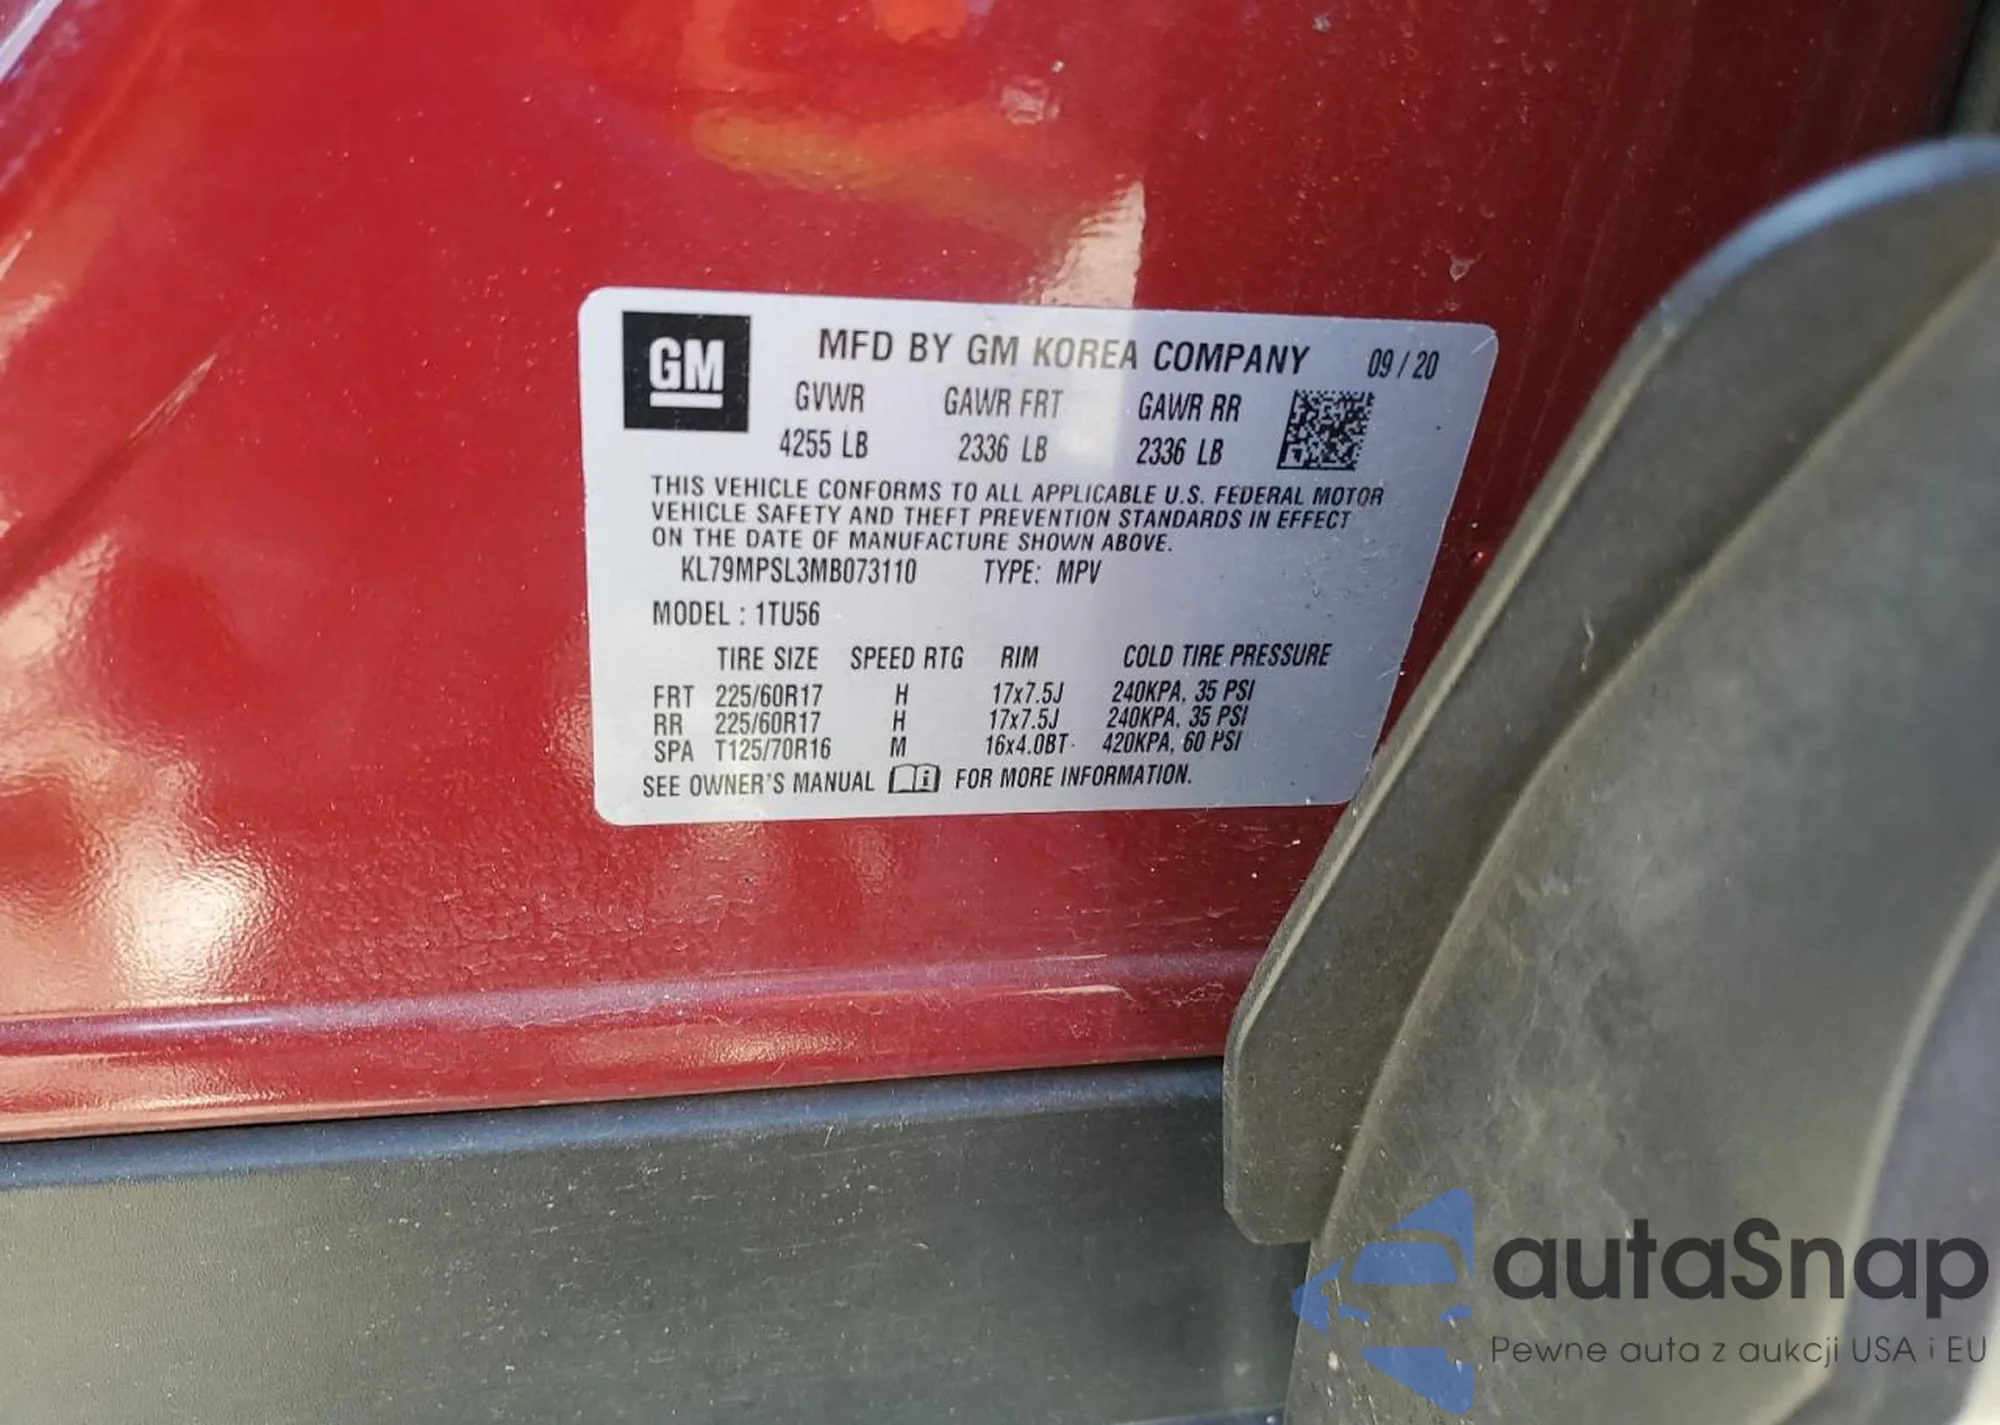 GM
MFD BY GM KOREA COMPANY 09 / 20
GVWR GAWR FRT GAWR RR
4255 LB 2336 LB 2336 LB
THIS VEHICLE CONFORMS TO ALL APPLICABLE U.S. FEDERAL MOTOR
VEHICLE SAFETY AND THEFT PREVENTION STANDARDS IN EFFECT
ON THE DATE OF MANUFACTURE SHOWN ABOVE.
KL79MPSL3MB073110 TYPE: MPV
MODEL : 1TU56
TIRE SIZE SPEED RTG RIM COLD TIRE PRESSURE
FRT 225/60R17 H 17x7.5J 240KPA, 35 PSI
RR 225/60R17 H 17x7.5J 240KPA, 35 PSI
SPA T125/70R16 M 16x4.0BT 420KPA, 60 PSI
SEE OWNER'S MANUAL FOR MORE INFORMATION.
autaSnap
Pewne auta z aukcji USA i EU